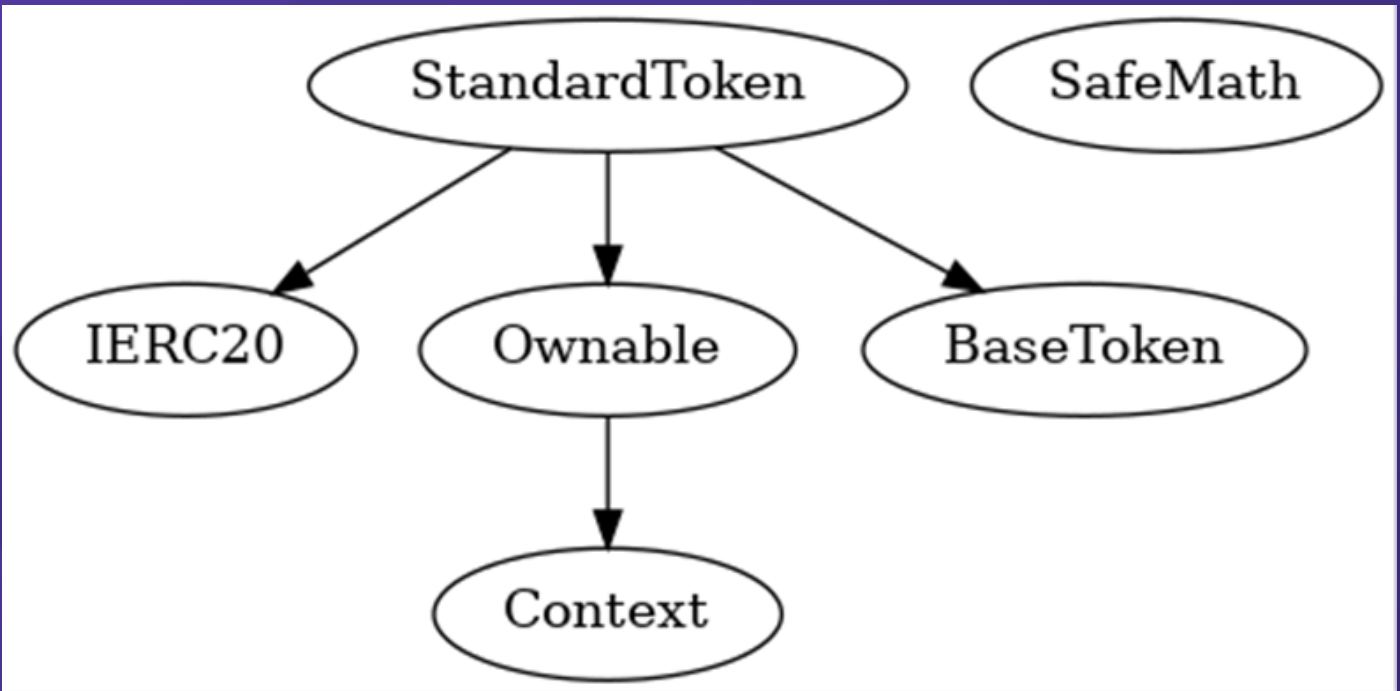 StandardToken
SafeMath
IERC20
Ownable
BaseToken
Context